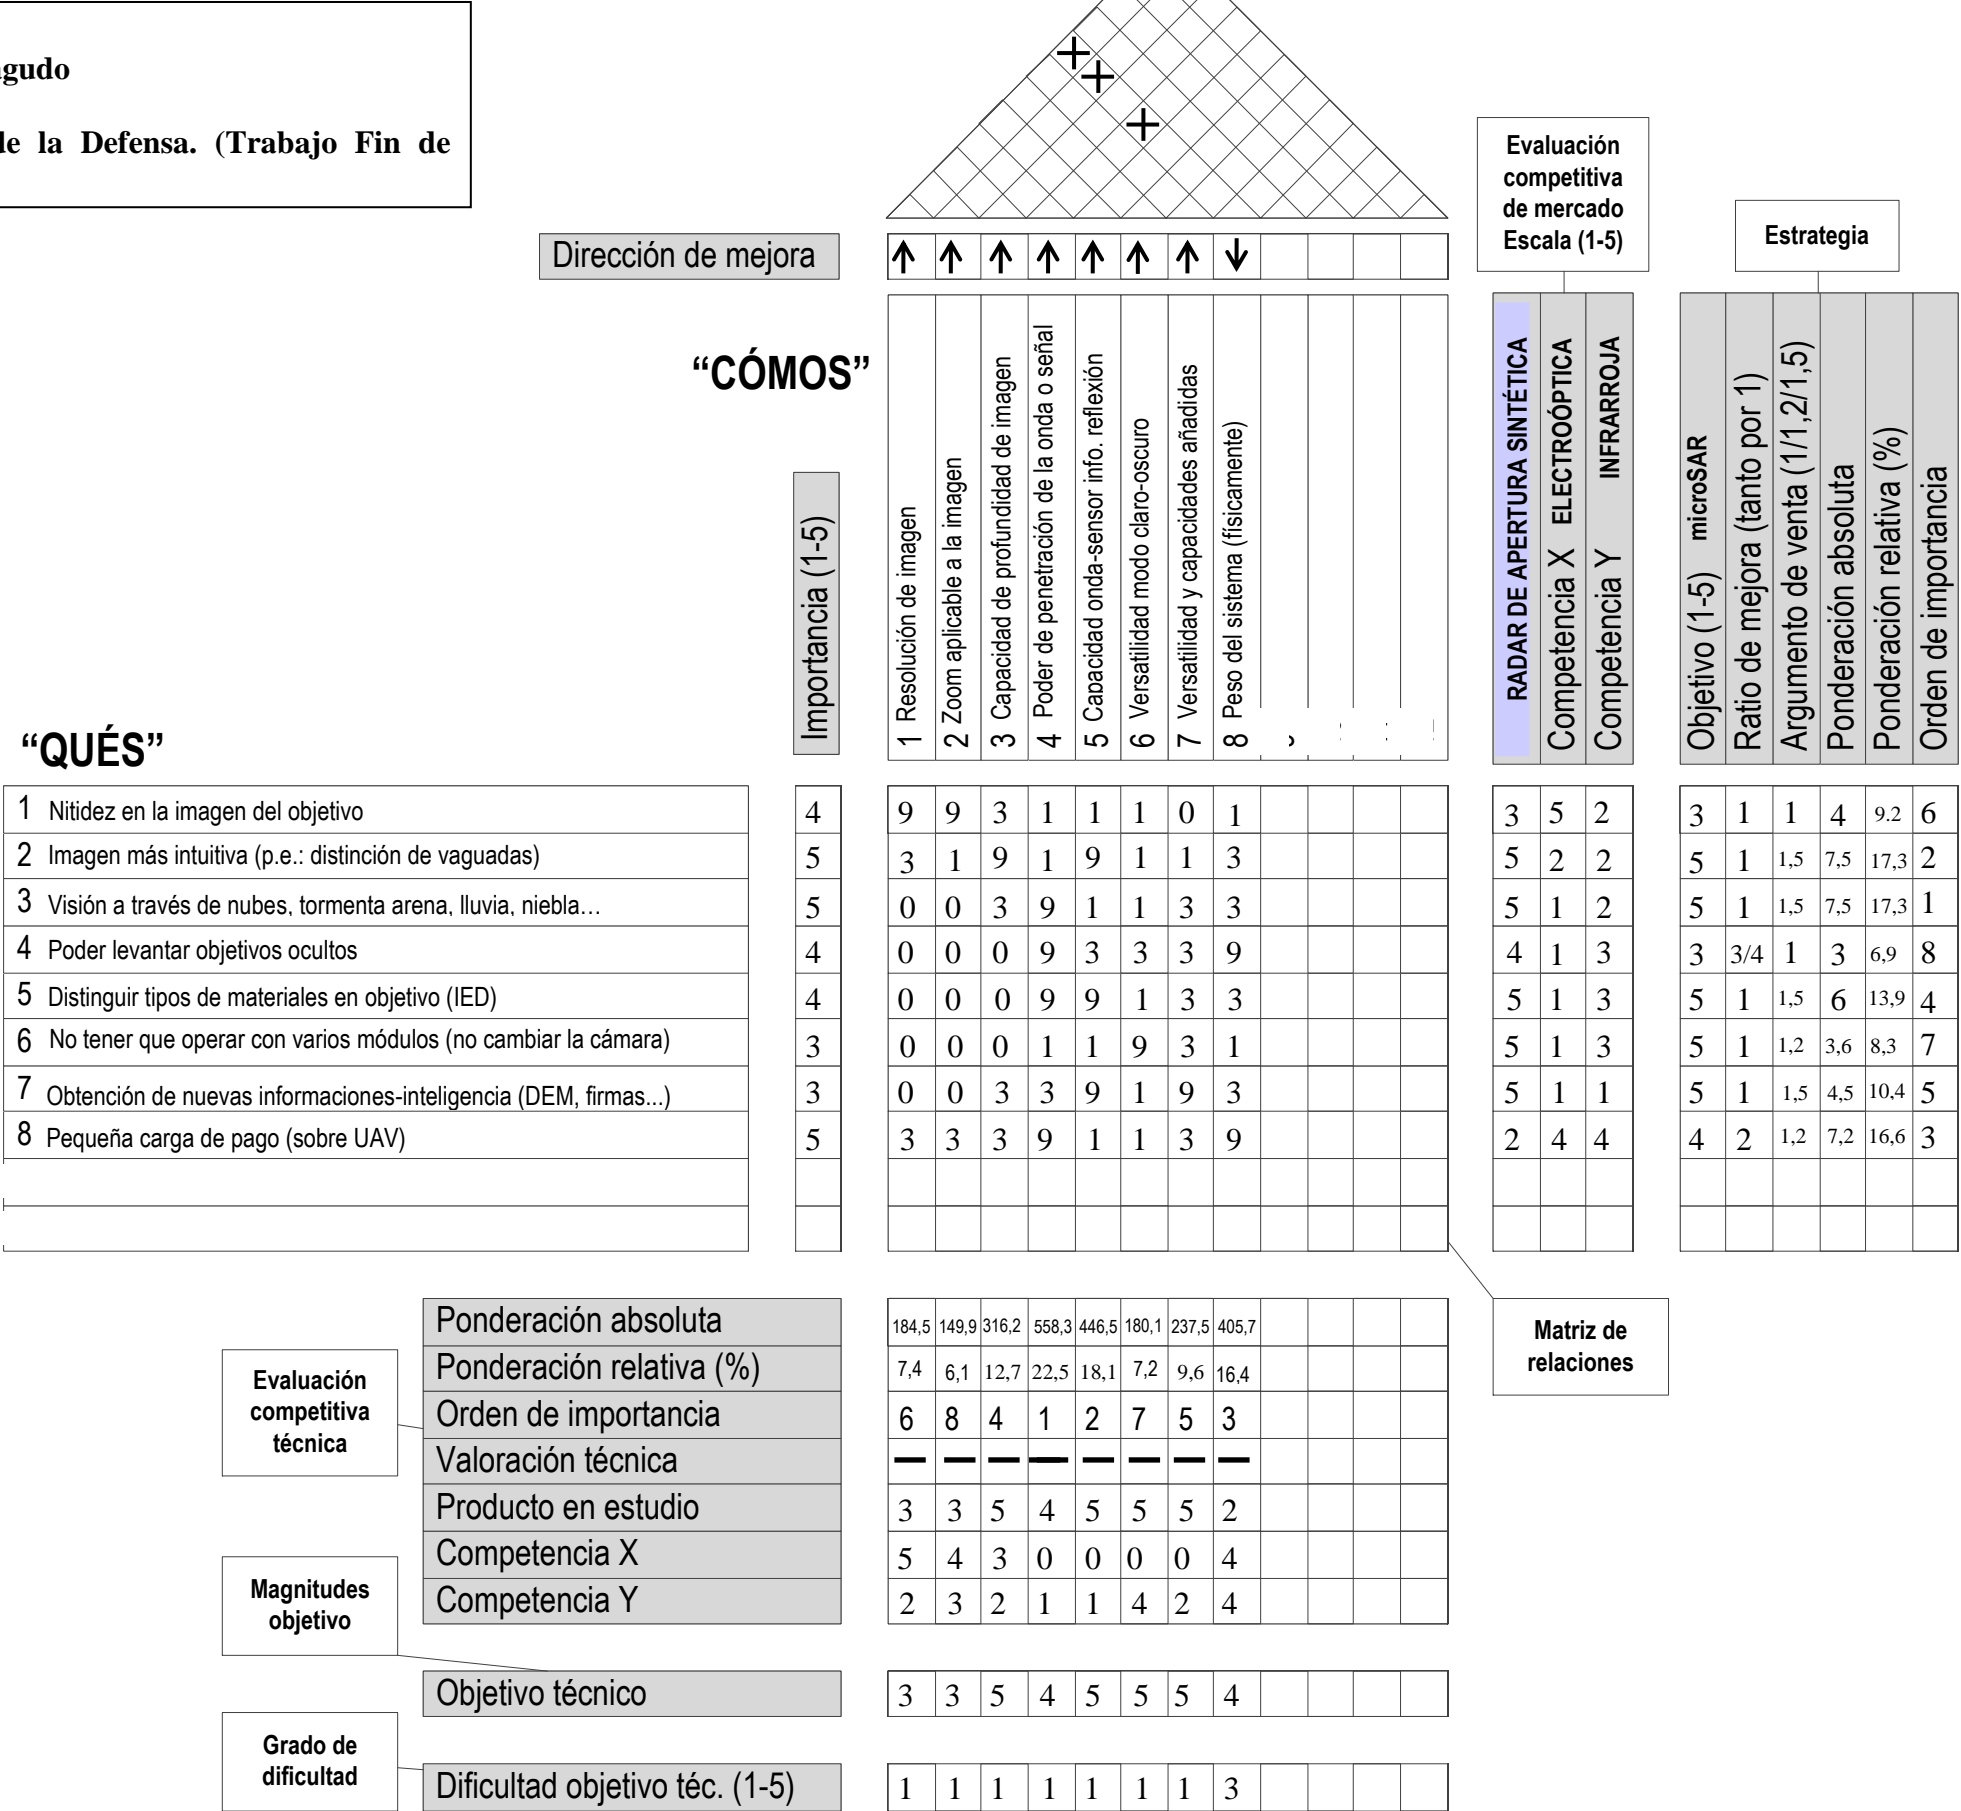 agudo
de la Defensa. (Trabajo Fin de
Evaluación
competitiva
de mercado
Escala (1-5)
Estrategia
Dirección de mejora
↑ ↑ ↑ ↑ ↑ ↑ ↑ ↓
“CÓMOS”
Importancia (1-5)
1 Resolución de imagen
2 Zoom aplicable a la imagen
3 Capacidad de profundidad de imagen
4 Poder de penetración de la onda o señal
5 Capacidad onda-sensor info. reflexión
6 Versatilidad modo claro-oscuro
7 Versatilidad y capacidades añadidas
8 Peso del sistema (físicamente)
RADAR DE APERTURA SINTÉTICA
Competencia X ELECTROÓPTICA
Competencia Y INFRARROJA
Objetivo (1-5) microSAR
Ratio de mejora (tanto por 1)
Argumento de venta (1/1,2/1,5)
Ponderación absoluta
Ponderación relativa (%)
Orden de importancia
“QUÉS”
1 Nitidez en la imagen del objetivo 4 9 9 3 1 1 1 0 1 3 5 2 3 1 1 4 9.2 6
2 Imagen más intuitiva (p.e.: distinción de vaguadas) 5 3 1 9 1 9 1 1 3 5 2 2 5 1 1,5 7,5 17,3 2
3 Visión a través de nubes, tormenta arena, lluvia, niebla… 5 0 0 3 9 1 1 3 3 5 1 2 5 1 1,5 7,5 17,3 1
4 Poder levantar objetivos ocultos 4 0 0 0 9 3 3 3 9 4 1 3 3 3/4 1 3 6,9 8
5 Distinguir tipos de materiales en objetivo (IED) 4 0 0 0 9 9 1 3 3 5 1 3 5 1 1,5 6 13,9 4
6 No tener que operar con varios módulos (no cambiar la cámara) 3 0 0 0 1 1 9 3 1 5 1 3 5 1 1,2 3,6 8,3 7
7 Obtención de nuevas informaciones-inteligencia (DEM, firmas...) 3 0 0 3 3 9 1 9 3 5 1 1 5 1 1,5 4,5 10,4 5
8 Pequeña carga de pago (sobre UAV) 5 3 3 3 9 1 1 3 9 2 4 4 4 2 1,2 7,2 16,6 3
Matriz de
relaciones
Evaluación
competitiva
técnica
Ponderación absoluta 184,5 149,9 316,2 558,3 446,5 180,1 237,5 405,7
Ponderación relativa (%) 7,4 6,1 12,7 22,5 18,1 7,2 9,6 16,4
Orden de importancia 6 8 4 1 2 7 5 3
Valoración técnica — — — — — — — —
Producto en estudio 3 3 5 4 5 5 5 2
Competencia X 5 4 3 0 0 0 0 4
Competencia Y 2 3 2 1 1 4 2 4
Magnitudes
objetivo
Objetivo técnico 3 3 5 4 5 5 5 4
Grado de
dificultad
Dificultad objetivo téc. (1-5) 1 1 1 1 1 1 1 3